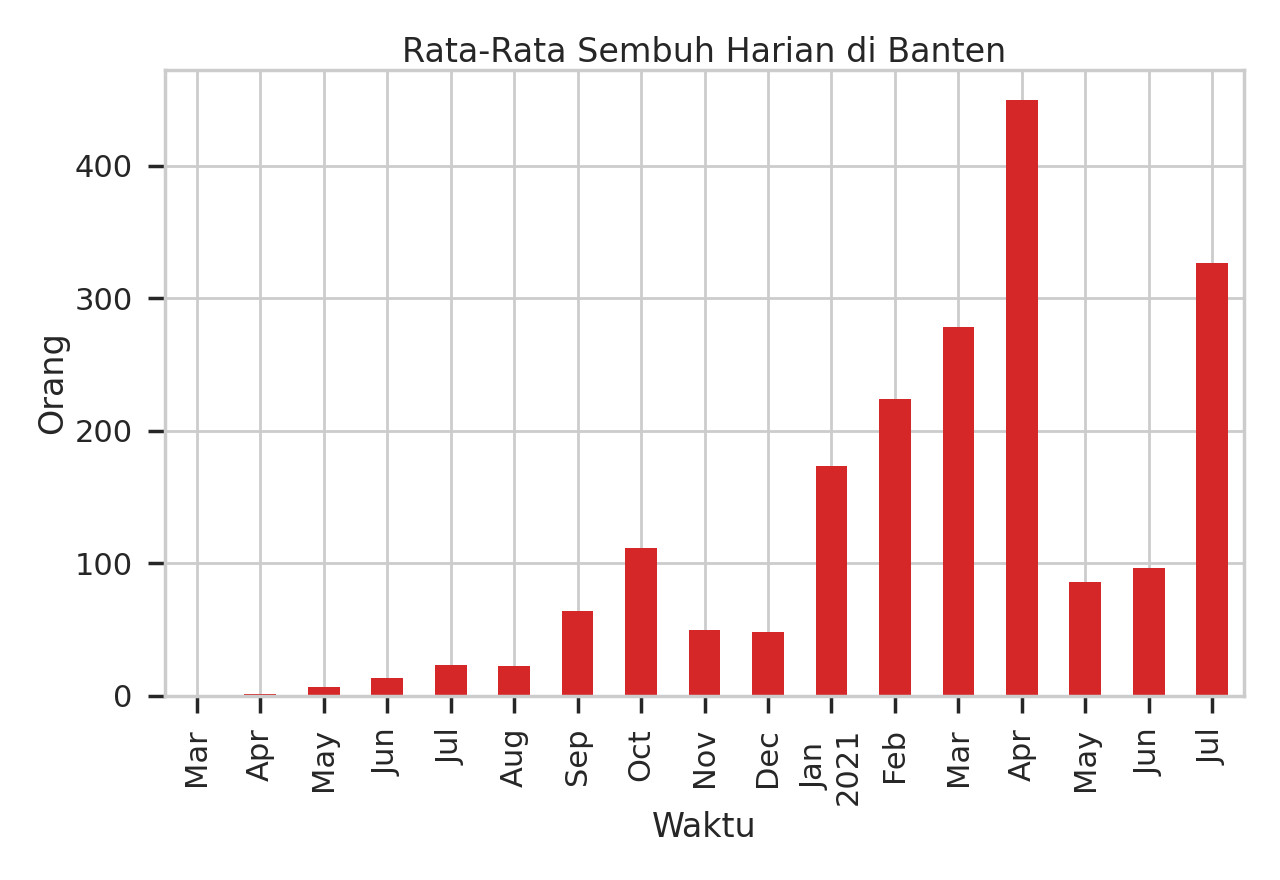 Rata-Rata Sembuh Harian di Banten
Orang
400
300
200
100
0
Mar
Apr
May
Jun
Jul
Aug
Sep
Oct
Nov
Dec
Jan
2021
Feb
Mar
Apr
May
Jun
Jul
Waktu